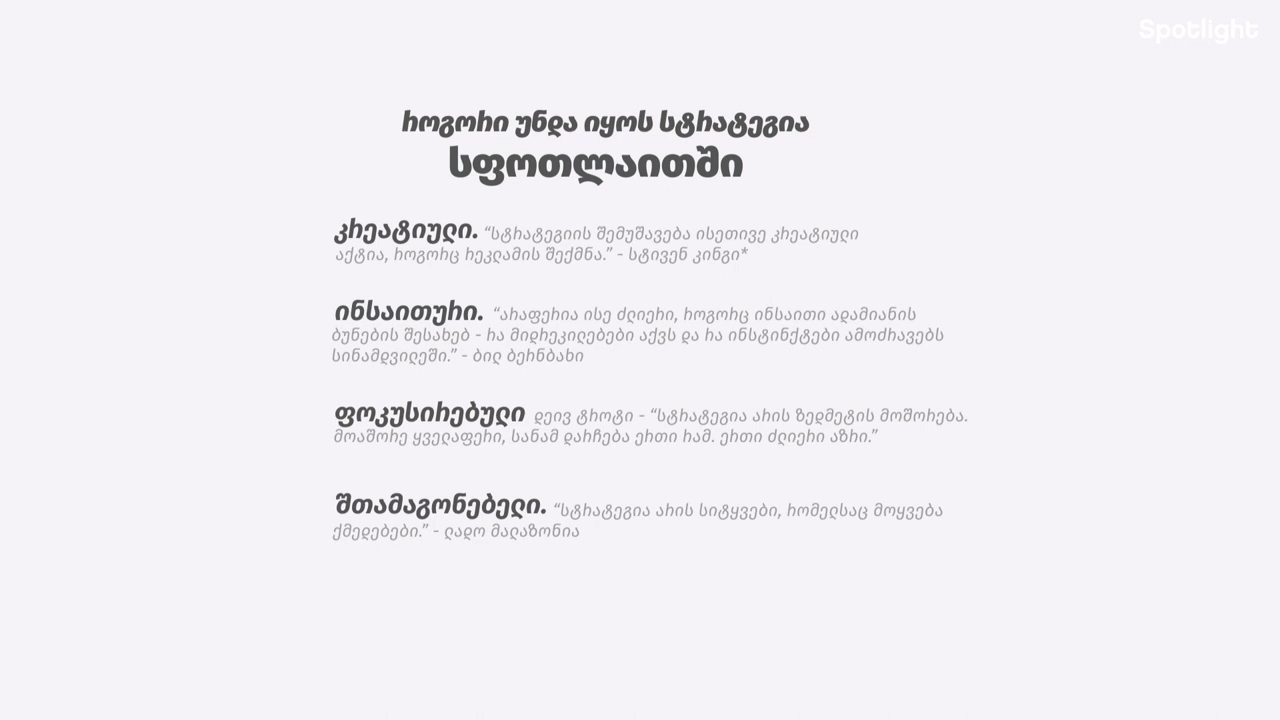 Spotlight
როგორი უნდა იყოს სტრატეგია
სფოთლაითში
კრეატიული. “სტრატეგიის შემუშავება ისეთივე კრეატიული
აქტია, როგორც რეკლამის შექმნა.” - სტივენ კინგი*
ინსაითური. “არაფერია ისე ძლიერი, როგორც ინსაითი ადამიანის
ბუნების შესახებ - რა მიდრეკილებები აქვს და რა ინსტინქტები ამოძრავებს
სინამდვილეში.” - ბილ ბერნბახი
ფოკუსირებული დეივ ტროტი - “სტრატეგია არის ზედმეტის მოშორება.
მოაშორე ყველაფერი, სანამ დარჩება ერთი რამ. ერთი ძლიერი აზრი.”
შთამაგონებელი. “სტრატეგია არის სიტყვები, რომელსაც მოყვება
ქმედებები.” - ლადო მალაზონია